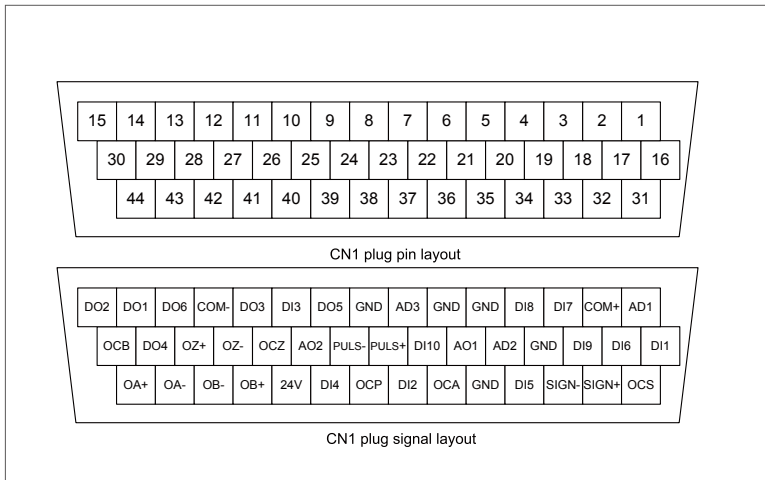 15 14 13 12 11 10 9 8 7 6 5 4 3 2 1
30 29 28 27 26 25 24 23 22 21 20 19 18 17 16
44 43 42 41 40 39 38 37 36 35 34 33 32 31
CN1 plug pin layout
DO2 DO1 DO6 COM- DO3 DI3 DO5 GND AD3 GND GND DI8 DI7 COM+ AD1
OCB DO4 OZ+ OZ- OCZ AO2 PULS- PULS+ DI10 AO1 AD2 GND DI9 DI6 DI1
OA+ OA- OB- OB+ 24V DI4 OCP DI2 OCA GND DI5 SIGN- SIGN+ OCS
CN1 plug signal layout